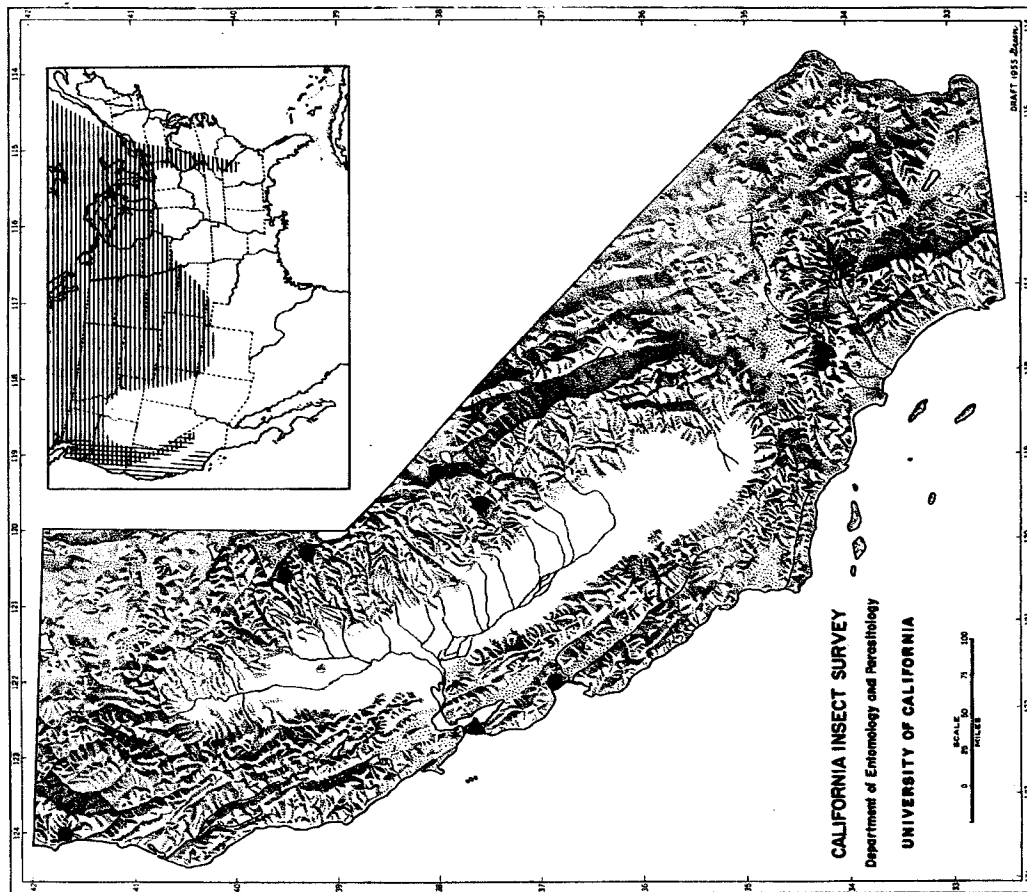 124 123 122 121 120 119 118 117 116 115 114
42
41
40
39
38
37
36
35
34
33
CALIFORNIA INSECT SURVEY
Department of Entomology and Parasitology
UNIVERSITY OF CALIFORNIA
SCALE
0 25 50 75 100
MILES
DRAFT 1955